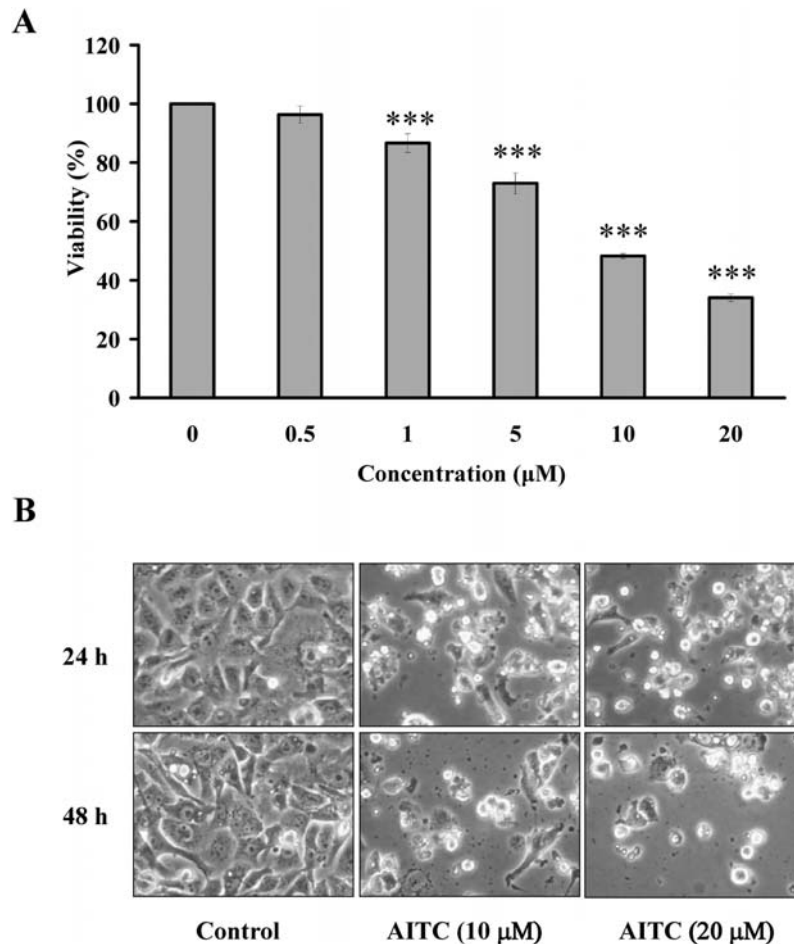 A
120
100
80
60
40
20
0
Viability (%)
***
***
***
***
0 0.5 1 5 10 20
Concentration (μM)
B
24 h
48 h
Control AITC (10 μM) AITC (20 μM)